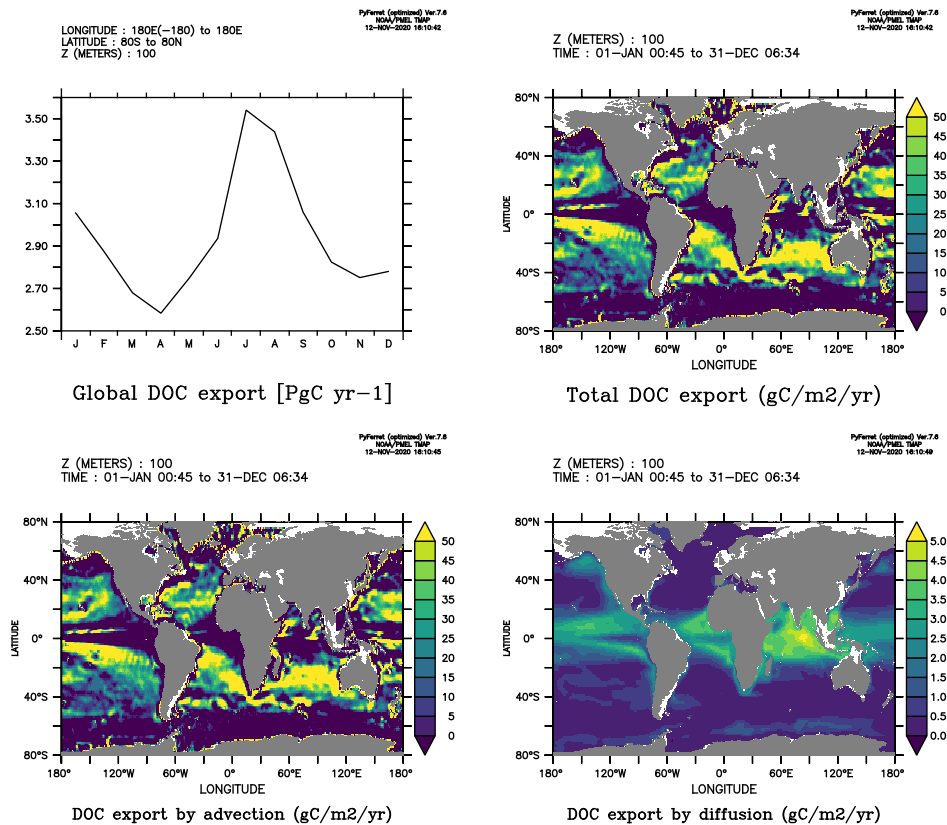 PyFerret (optimized) Ver.7.6
NOAA/PMEL TMAP
12-NOV-2020 16:10:42
LONGITUDE : 180E(-180) to 180E
LATITUDE : 80S to 80N
Z (METERS) : 100
3.50
3.30
3.10
2.90
2.70
2.50
J F M A M J J A S O N D
Global DOC export [PgC yr-1]
PyFerret (optimized) Ver.7.6
NOAA/PMEL TMAP
12-NOV-2020 16:10:42
Z (METERS) : 100
TIME : 01-JAN 00:45 to 31-DEC 06:34
80°N
40°N
0°
40°S
80°S
LATITUDE
180° 120°W 60°W 0° 60°E 120°E 180°
LONGITUDE
50
45
40
35
30
25
20
15
10
5
0
Total DOC export (gC/m2/yr)
PyFerret (optimized) Ver.7.6
NOAA/PMEL TMAP
12-NOV-2020 16:10:45
Z (METERS) : 100
TIME : 01-JAN 00:45 to 31-DEC 06:34
80°N
40°N
0°
40°S
80°S
LATITUDE
180° 120°W 60°W 0° 60°E 120°E 180°
LONGITUDE
50
45
40
35
30
25
20
15
10
5
0
DOC export by advection (gC/m2/yr)
PyFerret (optimized) Ver.7.6
NOAA/PMEL TMAP
12-NOV-2020 16:10:49
Z (METERS) : 100
TIME : 01-JAN 00:45 to 31-DEC 06:34
80°N
40°N
0°
40°S
80°S
LATITUDE
180° 120°W 60°W 0° 60°E 120°E 180°
LONGITUDE
5.0
4.5
4.0
3.5
3.0
2.5
2.0
1.5
1.0
0.5
0.0
DOC export by diffusion (gC/m2/yr)